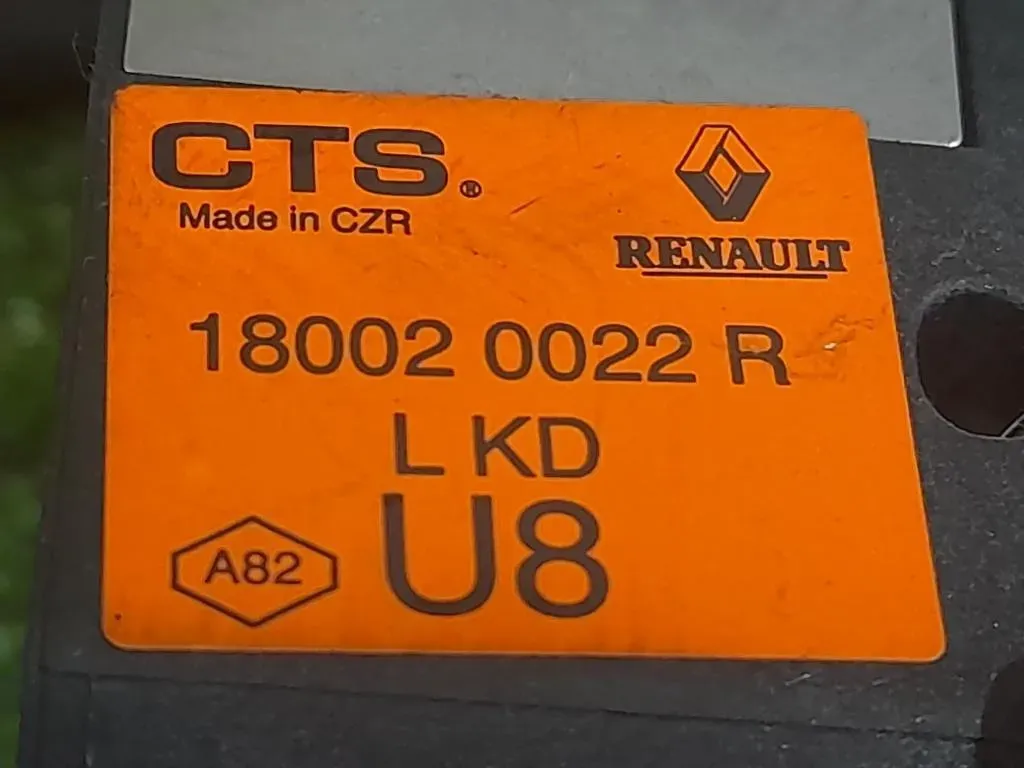 CTS®
Made in CZR
RENAULT
18002 0022 R
L KD
U8
A82